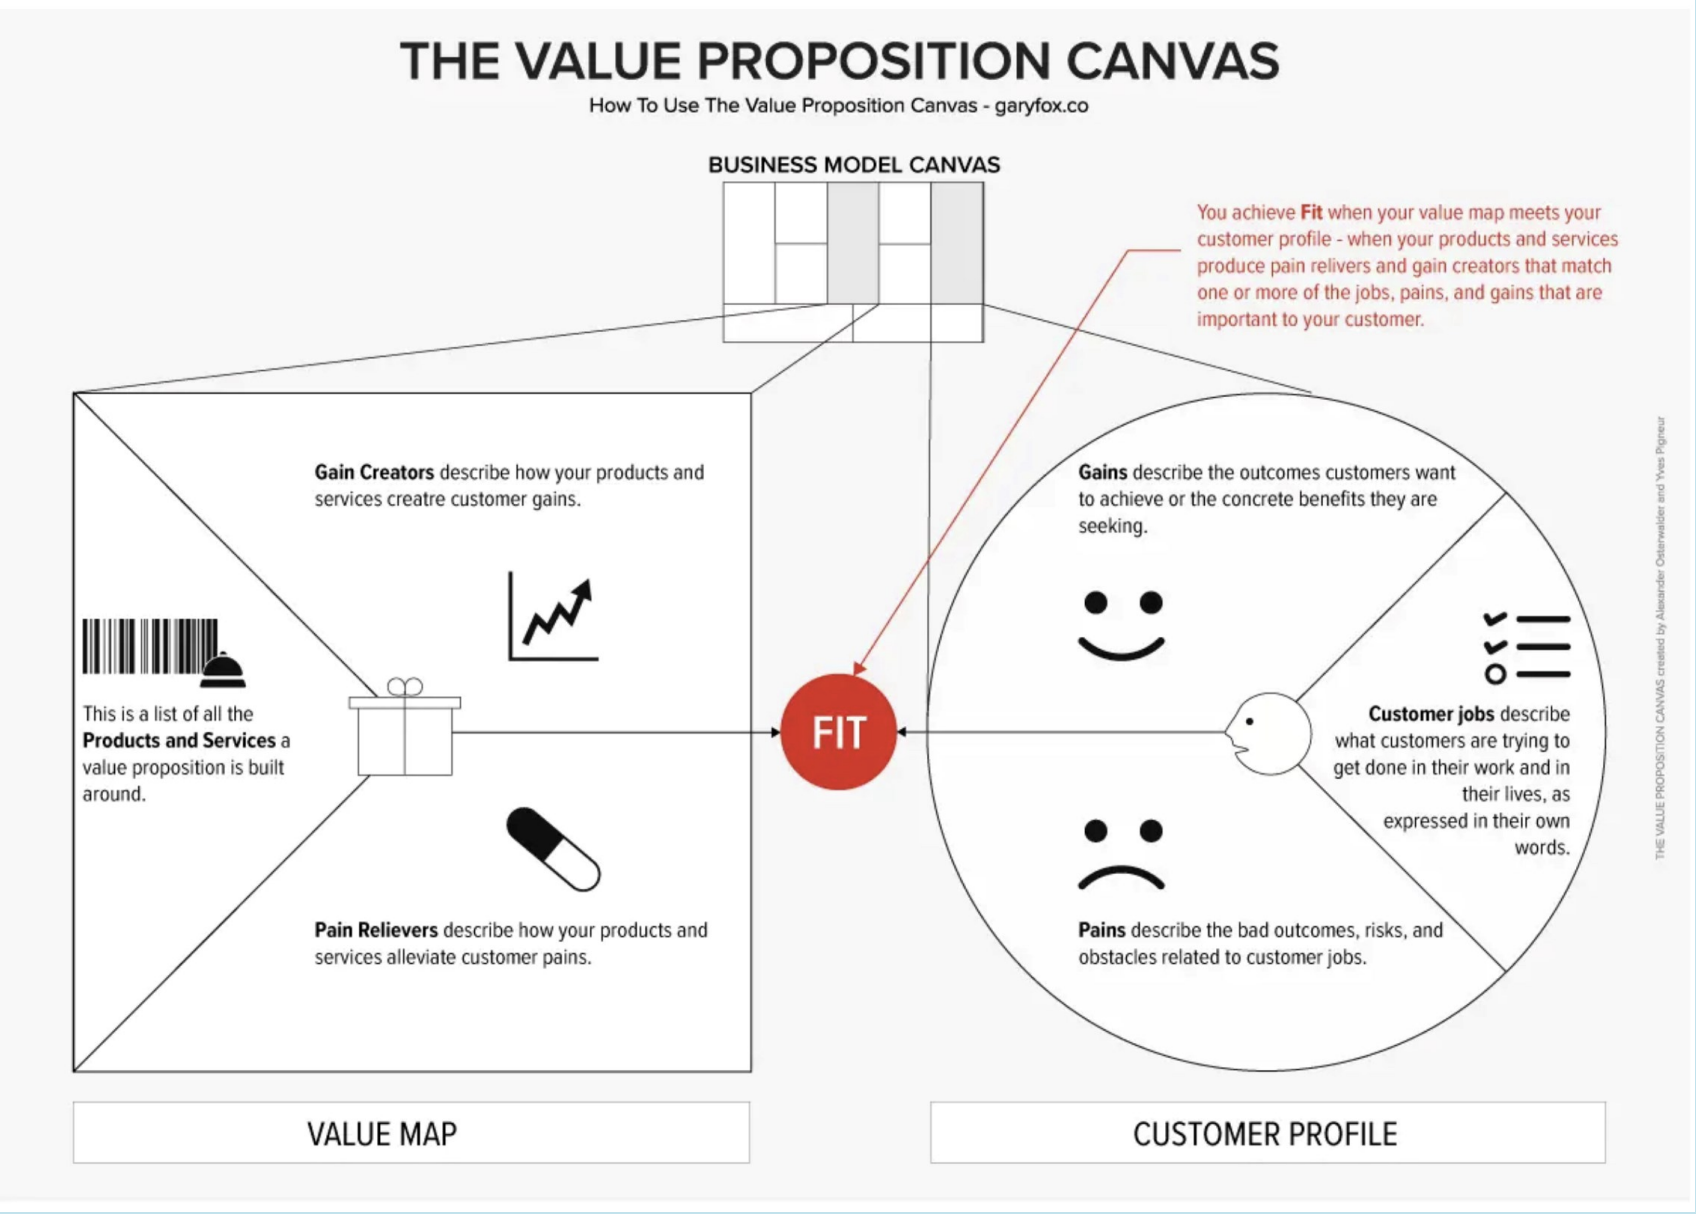 THE VALUE PROPOSITION CANVAS
How To Use The Value Proposition Canvas - garyfox.co
BUSINESS MODEL CANVAS
You achieve Fit when your value map meets your
customer profile - when your products and services
produce pain relivers and gain creators that match
one or more of the jobs, pains, and gains that are
important to your customer.
Gain Creators describe how your products and
services creatre customer gains.
This is a list of all the
Products and Services a
value proposition is built
around.
Pain Relievers describe how your products and
services alleviate customer pains.
FIT
Gains describe the outcomes customers want
to achieve or the concrete benefits they are
seeking.
Customer jobs describe
what customers are trying to
get done in their work and in
their lives, as
expressed in their own
words.
Pains describe the bad outcomes, risks, and
obstacles related to customer jobs.
VALUE MAP
CUSTOMER PROFILE
THE VALUE PROPOSITION CANVAS created by Alexander Osterwalder and Yves Pigneur